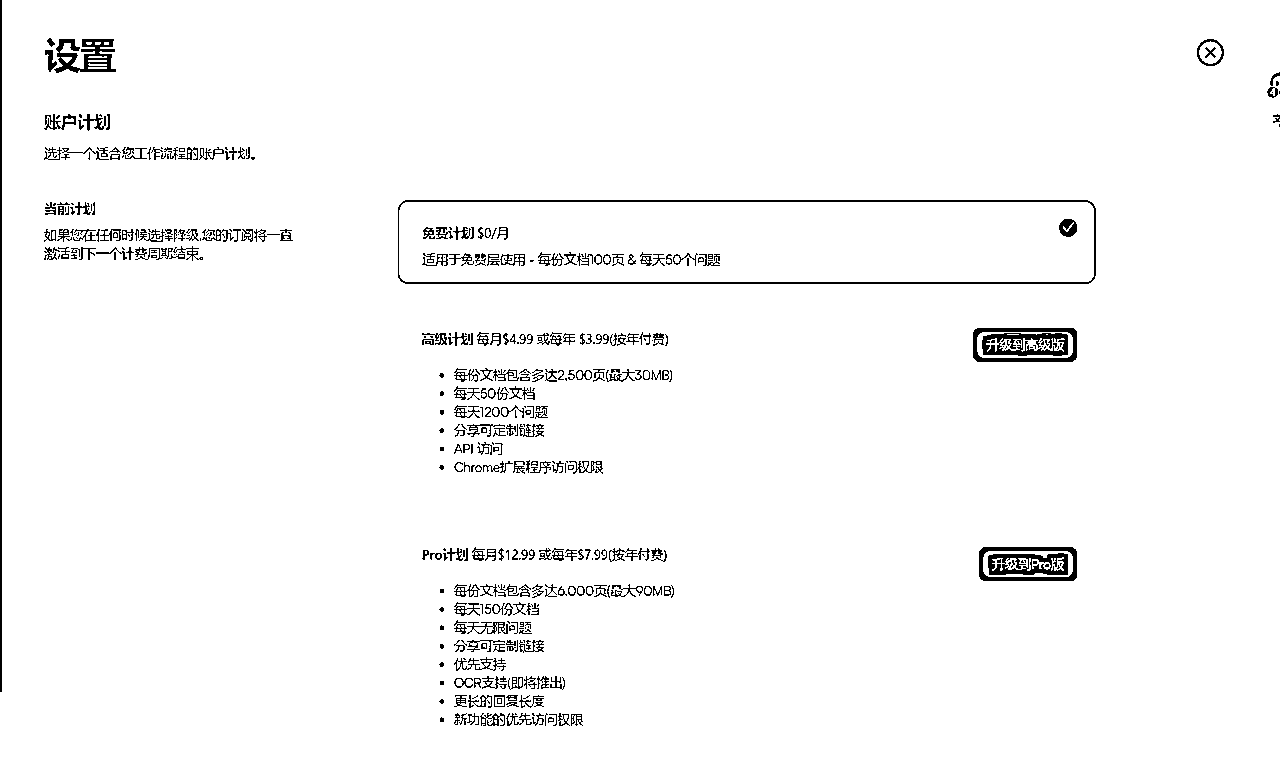 设置
账户计划
选择一个适合您工作流程的账户计划。
当前计划
如果您在任何时候选择降级,您的订阅将一直
激活到下一个计费周期结束。
免费计划 $0/月
适用于免费层使用 - 每份文档100页 & 每天50个问题
高级计划 每月$4.99 或每年 $3.99(按年付费)
升级到高级版
• 每份文档包含多达2,500页(最大30MB)
• 每天50份文档
• 每天1200个问题
• 分享可定制链接
• API 访问
• Chrome扩展程序访问权限
Pro计划 每月$12.99 或每年$7.99(按年付费)
升级到Pro版
• 每份文档包含多达6,000页(最大90MB)
• 每天150份文档
• 每天无限问题
• 分享可定制链接
• 优先支持
• OCR支持(即将推出)
• 更长的回复长度
• 新功能的优先访问权限